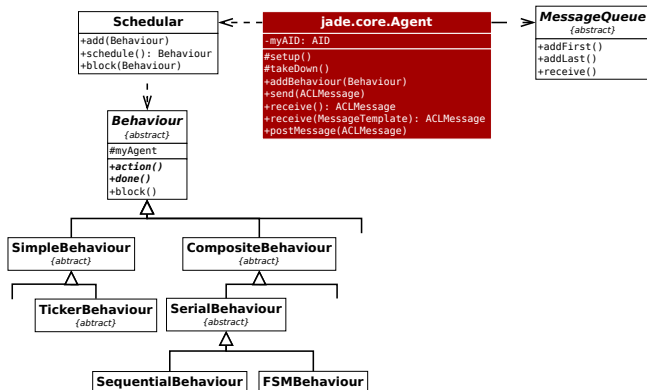 Schedular
+add(Behaviour)
+schedule(): Behaviour
+block(Behaviour)
jade.core.Agent
-myAID: AID
#setup()
#takeDown()
+addBehaviour(Behaviour)
+send(ACLMessage)
+receive(): ACLMessage
+receive(MessageTemplate): ACLMessage
+postMessage(ACLMessage)
MessageQueue
{abstract}
+addFirst()
+addLast()
+receive()
Behaviour
{abstract}
#myAgent
+action()
+done()
+block()
SimpleBehaviour
{abtract}
CompositeBehaviour
{abtract}
TickerBehaviour
{abtract}
SerialBehaviour
{abstract}
SequentialBehaviour
FSMBehaviour